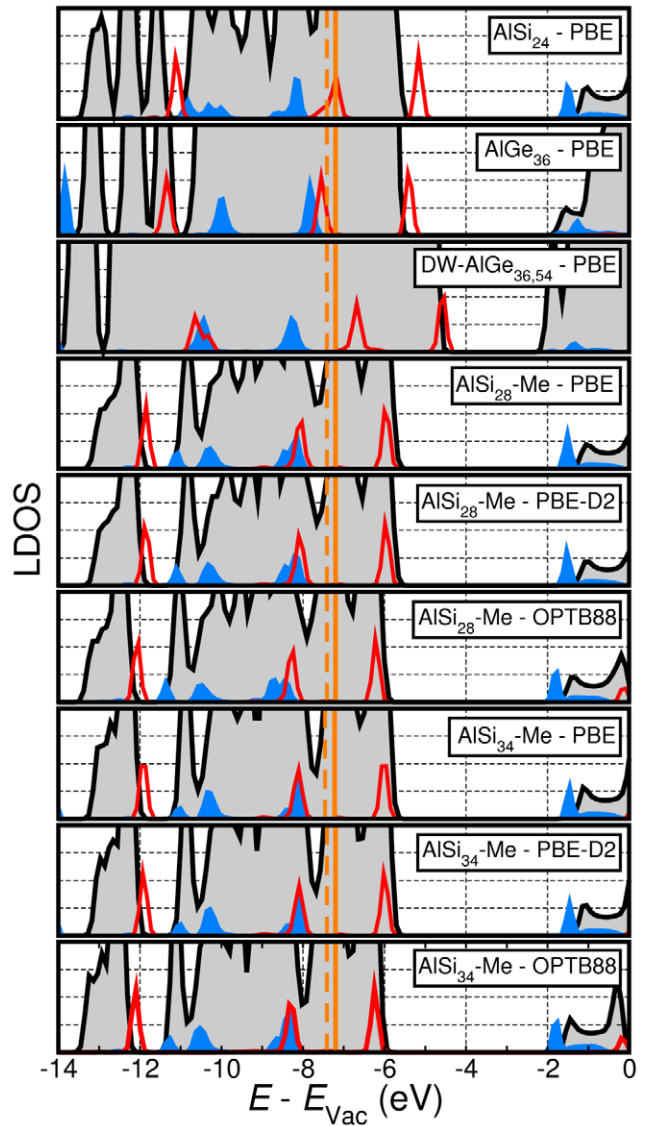 AlSi₂₄ - PBE
AlGe₃₆ - PBE
DW-AlGe₃₆,₅₄ - PBE
AlSi₂₈-Me - PBE
AlSi₂₈-Me - PBE-D2
AlSi₂₈-Me - OPTB88
AlSi₃₄-Me - PBE
AlSi₃₄-Me - PBE-D2
AlSi₃₄-Me - OPTB88
LDOS
-14 -12 -10 -8 -6 -4 -2 0
E - E_Vac (eV)